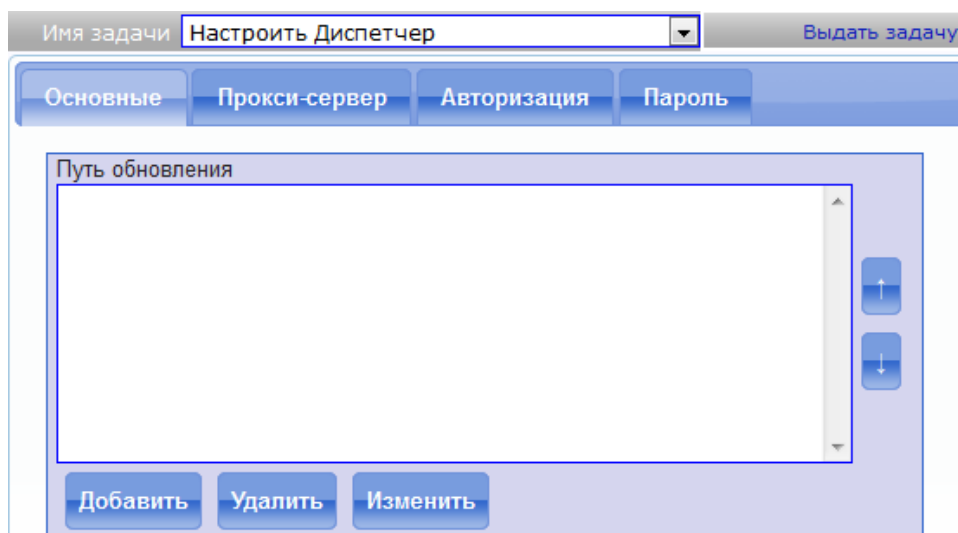 Имя задачи Настроить Диспетчер Выдать задачу
Основные Прокси-сервер Авторизация Пароль
Путь обновления
↑
↓
Добавить Удалить Изменить